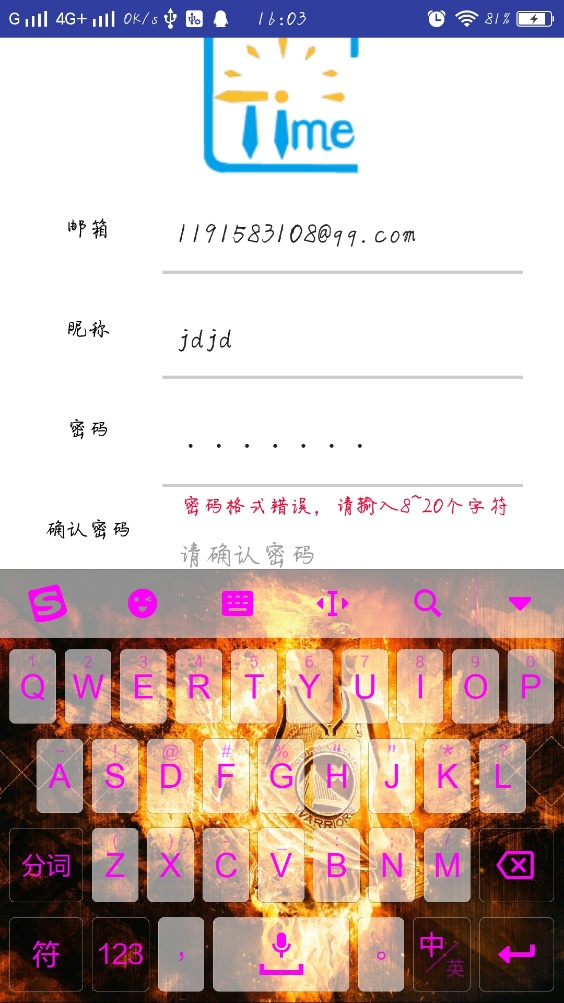 G 4G+ 0K/s 16:03 81%
Time
邮箱 1191583108@qq.com
昵称 jdjd
密码 .......
密码格式错误，请输入8~20个字符
确认密码 请确认密码
S
1 2 3 4 5 6 7 8 9 0
Q W E R T Y U I O P
~ ! @ # % " " * ?
A S D F G H J K L
( ) - _ : ; /
分词 Z X C V B N M
WARRIORS
符 123 ， 。 中/英